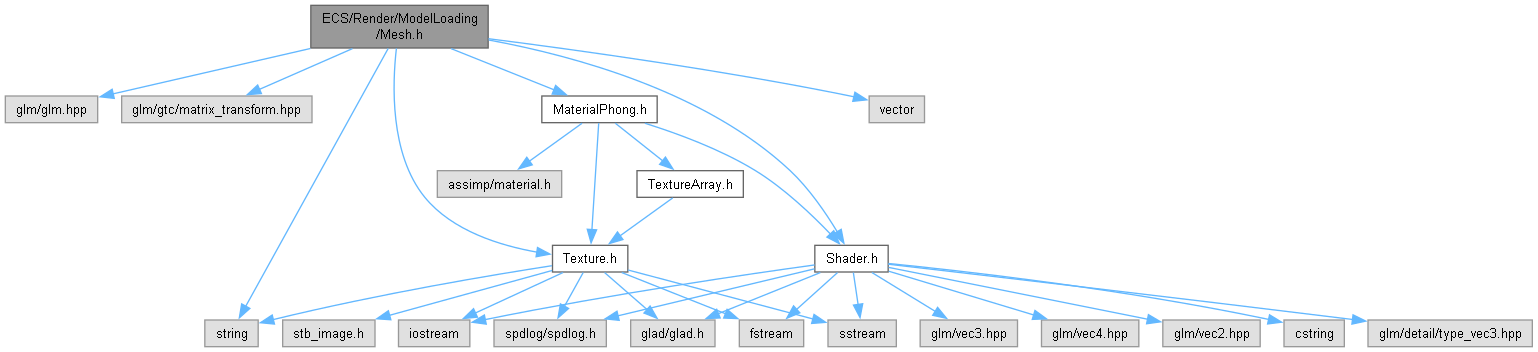 ECS/Render/ModelLoading
/Mesh.h
glm/glm.hpp
glm/gtc/matrix_transform.hpp
MaterialPhong.h
vector
assimp/material.h
TextureArray.h
Texture.h
Shader.h
string
stb_image.h
iostream
spdlog/spdlog.h
glad/glad.h
fstream
sstream
glm/vec3.hpp
glm/vec4.hpp
glm/vec2.hpp
cstring
glm/detail/type_vec3.hpp